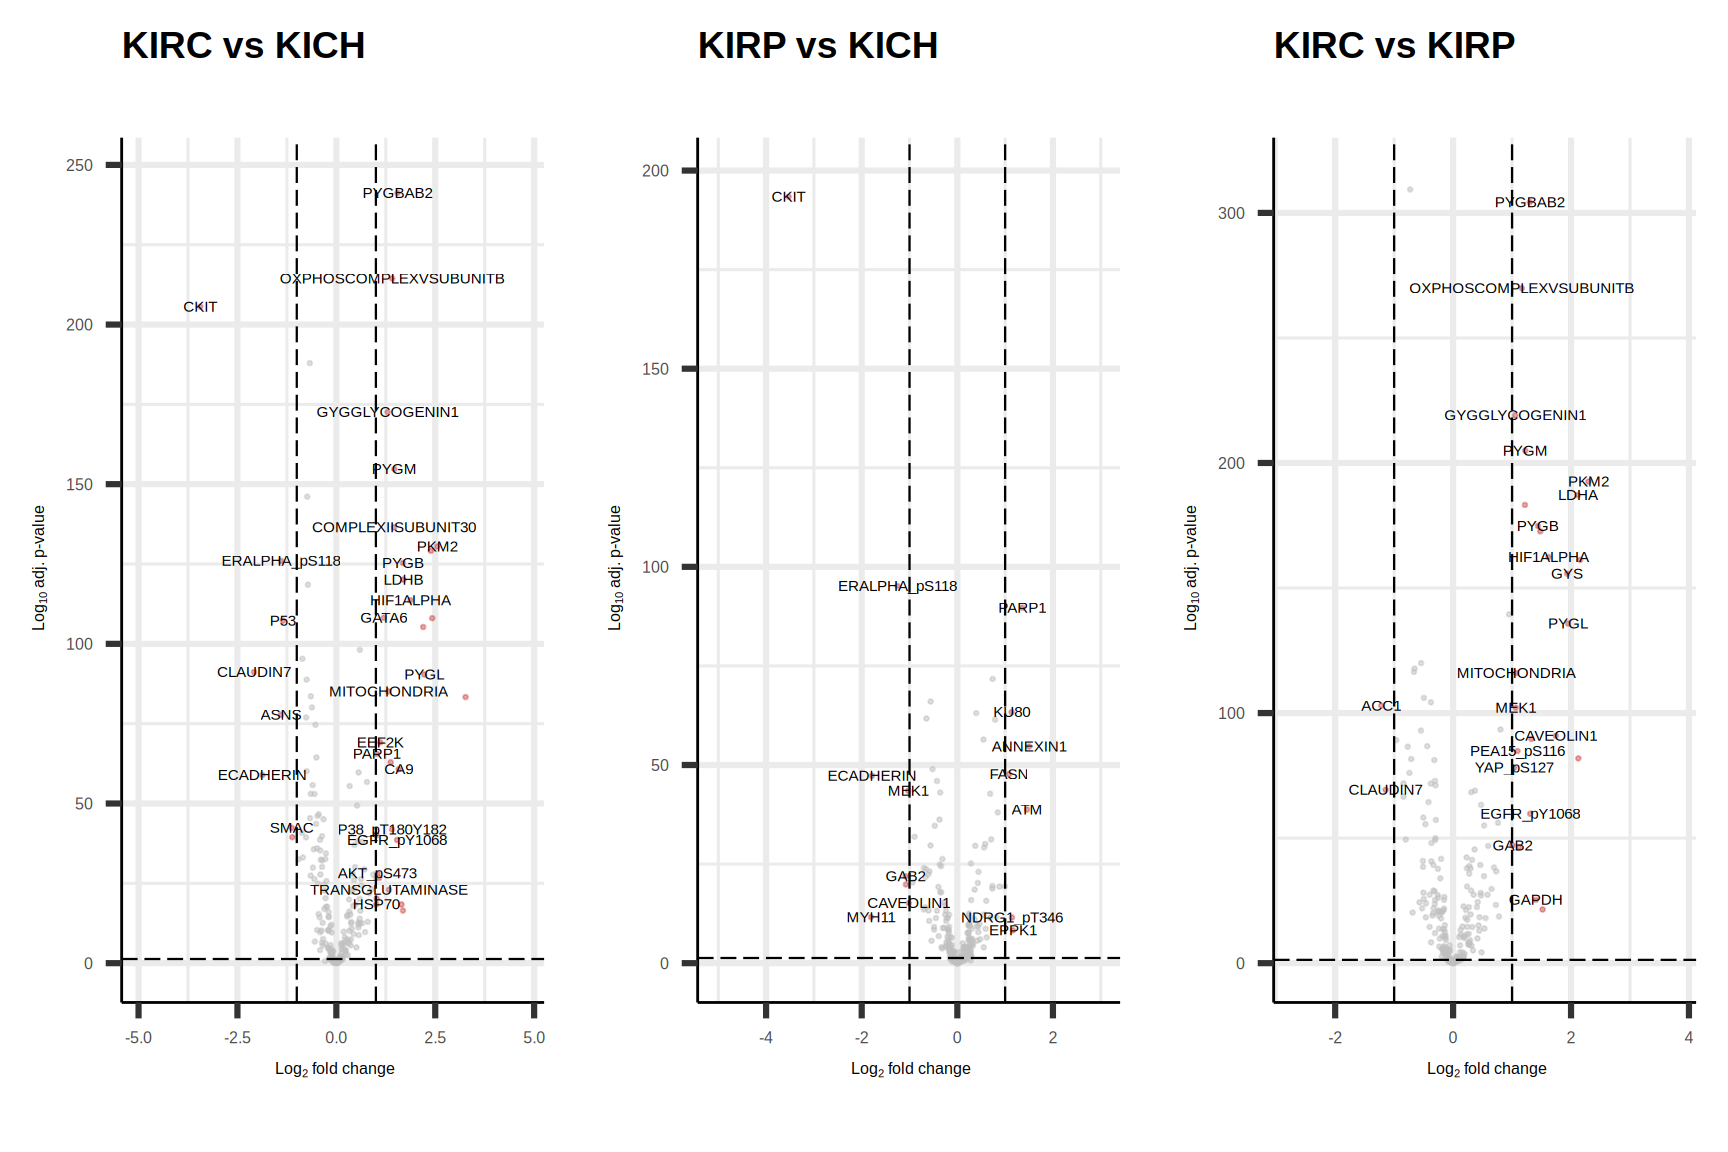 KIRC vs KICH
250
200
150
100
50
0
-5.0
-2.5
0.0
2.5
5.0
Log2 fold change
Log10 adj. p-value
PYGBAB2
OXPHOSCOMPLEXVSUBUNITB
CKIT
GYGGLYCOGENIN1
PYGM
COMPLEXIISUBUNIT30
PKM2
ERALPHA_pS118
PYGB
LDHB
HIF1ALPHA
GATA6
P53
CLAUDIN7
PYGL
MITOCHONDRIA
ASNS
EEF2K
PARP1
CA9
ECADHERIN
SMAC
P38_pT180Y182
EGFR_pY1068
AKT_pS473
TRANSGLUTAMINASE
HSP70
KIRP vs KICH
200
150
100
50
0
-4
-2
0
2
Log2 fold change
Log10 adj. p-value
CKIT
ERALPHA_pS118
PARP1
KU80
ANNEXIN1
FASN
ECADHERIN
MEK1
ATM
GAB2
CAVEOLIN1
MYH11
NDRG1_pT346
EPPK1
KIRC vs KIRP
300
200
100
0
-2
0
2
4
Log2 fold change
Log10 adj. p-value
PYGBAB2
OXPHOSCOMPLEXVSUBUNITB
GYGGLYCOGENIN1
PYGM
PKM2
LDHA
PYGB
HIF1ALPHA
GYS
PYGL
MITOCHONDRIA
ACC1
MEK1
CAVEOLIN1
PEA15_pS116
YAP_pS127
CLAUDIN7
EGFR_pY1068
GAB2
GAPDH